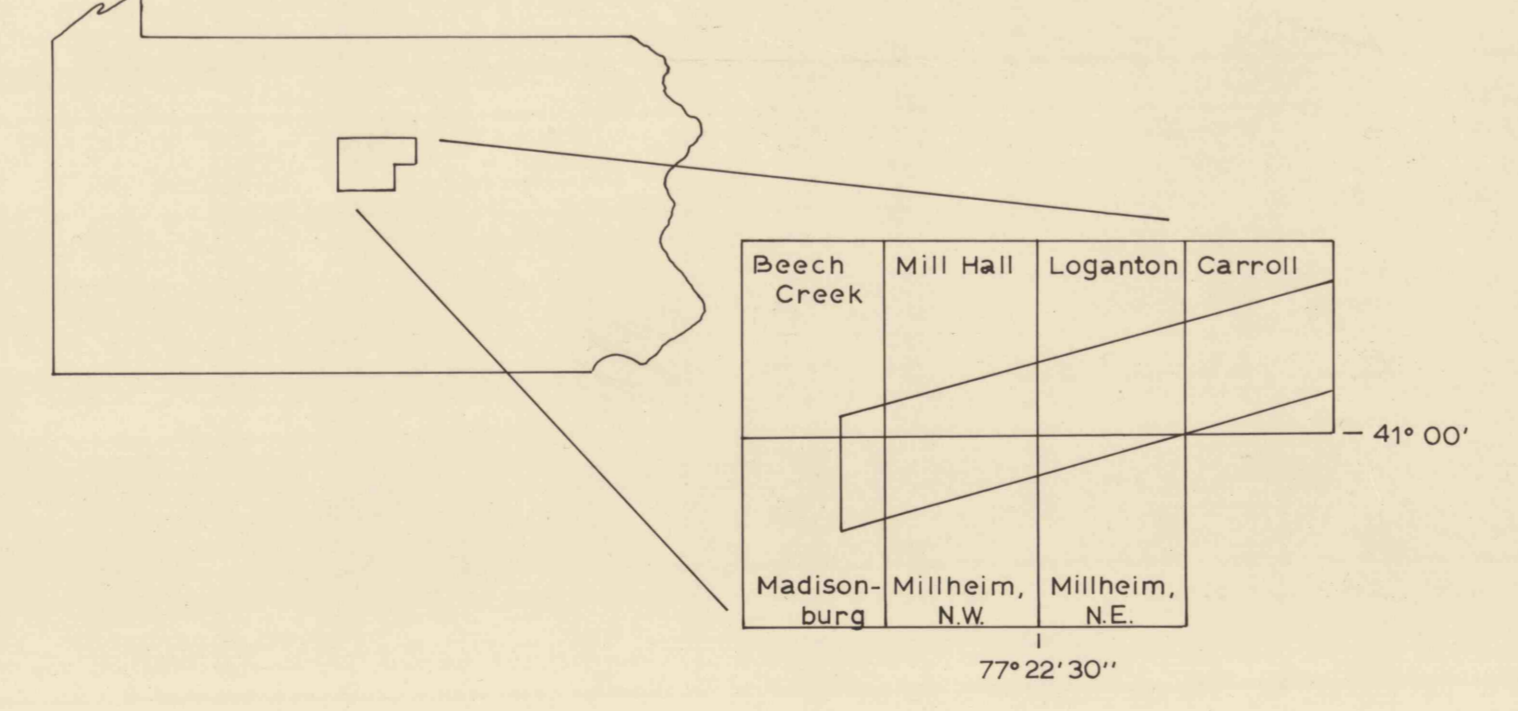 Beech
Creek
Mill Hall
Loganton
Carroll
— 41° 00'
Madison-
burg
Millheim,
N.W.
Millheim,
N.E.
77° 22' 30''